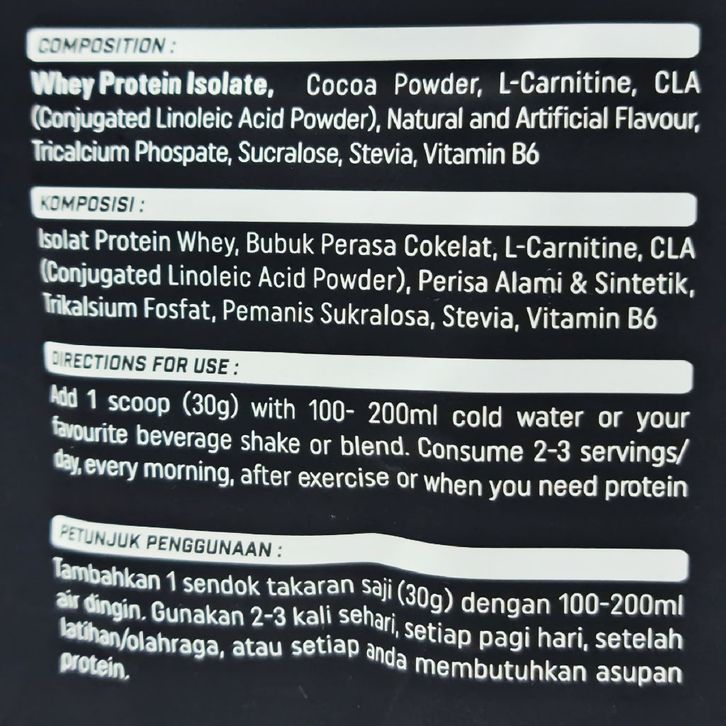 COMPOSITION :
Whey Protein Isolate, Cocoa Powder, L-Carnitine, CLA
(Conjugated Linoleic Acid Powder), Natural and Artificial Flavour,
Tricalcium Phospate, Sucralose, Stevia, Vitamin B6
KOMPOSISI :
Isolat Protein Whey, Bubuk Perasa Cokelat, L-Carnitine, CLA
(Conjugated Linoleic Acid Powder), Perisa Alami & Sintetik,
Trikalsium Fosfat, Pemanis Sukralosa, Stevia, Vitamin B6
DIRECTIONS FOR USE :
Add 1 scoop (30g) with 100- 200ml cold water or your
favourite beverage shake or blend. Consume 2-3 servings/
day, every morning, after exercise or when you need protein
PETUNJUK PENGGUNAAN :
Tambahkan 1 sendok takaran saji (30g) dengan 100-200ml
air dingin. Gunakan 2-3 kali sehari, setiap pagi hari, setelah
latihan/olahraga, atau setiap anda membutuhkan asupan
protein.